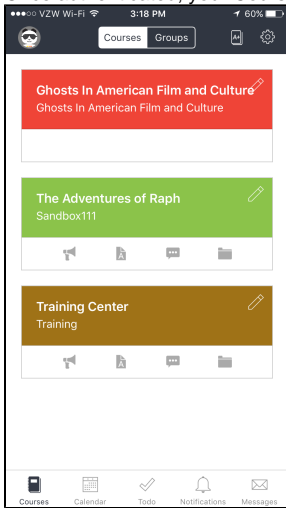 ●●●○○ VZW Wi-Fi 3:18 PM 60%
Courses Groups A+
Ghosts In American Film and Culture
Ghosts In American Film and Culture
The Adventures of Raph
Sandbox111
A
Training Center
Training
A
Courses Calendar Todo Notifications Messages